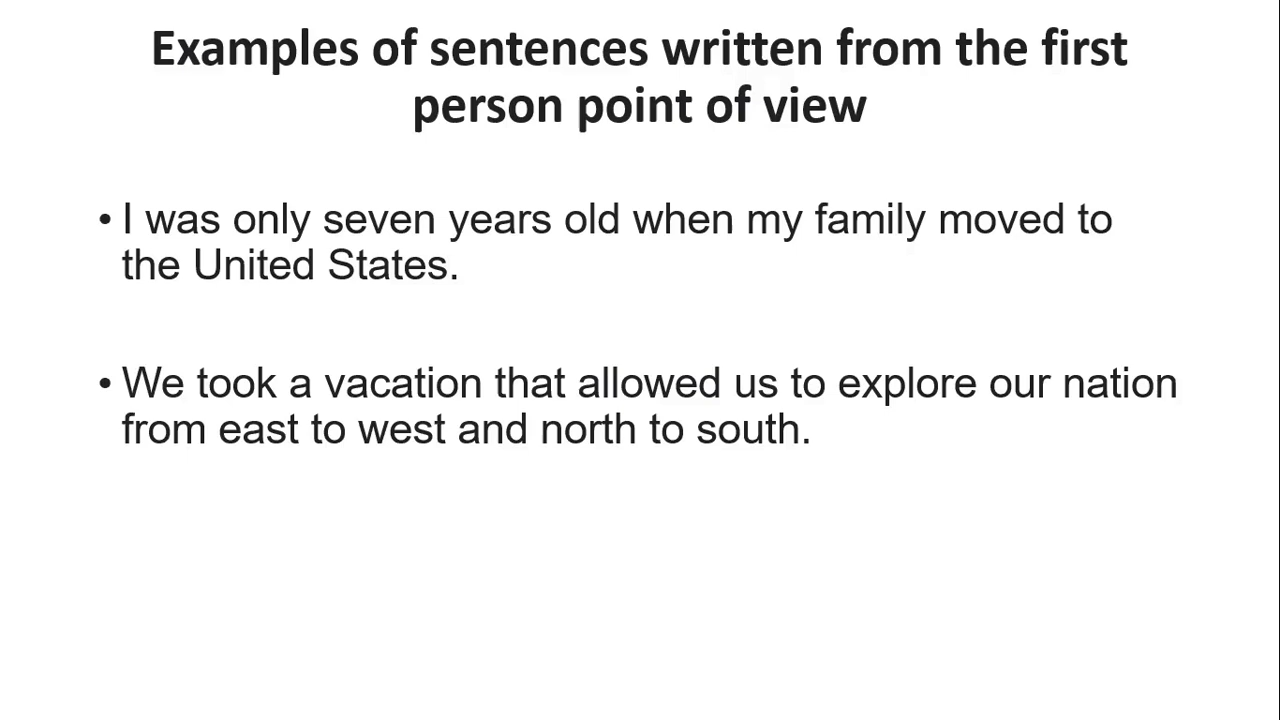 Examples of sentences written from the first
person point of view
• I was only seven years old when my family moved to
the United States.
• We took a vacation that allowed us to explore our nation
from east to west and north to south.